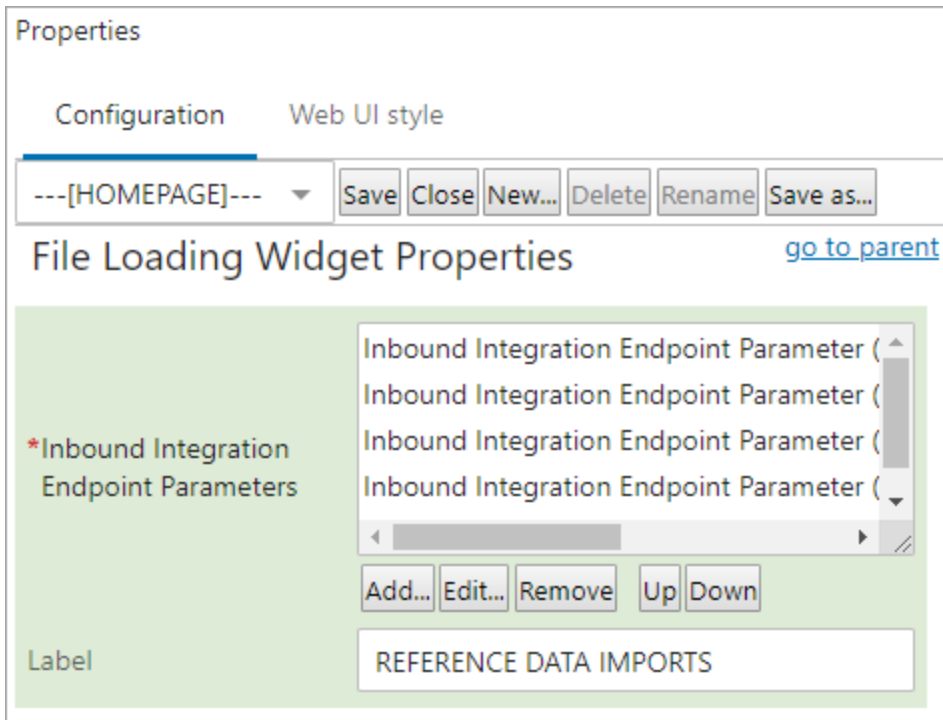 Properties
Configuration Web UI style
---[HOMEPAGE]--- Save Close New... Delete Rename Save as...
File Loading Widget Properties go to parent
Inbound Integration Endpoint Parameter (
Inbound Integration Endpoint Parameter (
Inbound Integration Endpoint Parameter (
Inbound Integration Endpoint Parameter (
*Inbound Integration
Endpoint Parameters
Add... Edit... Remove Up Down
Label REFERENCE DATA IMPORTS